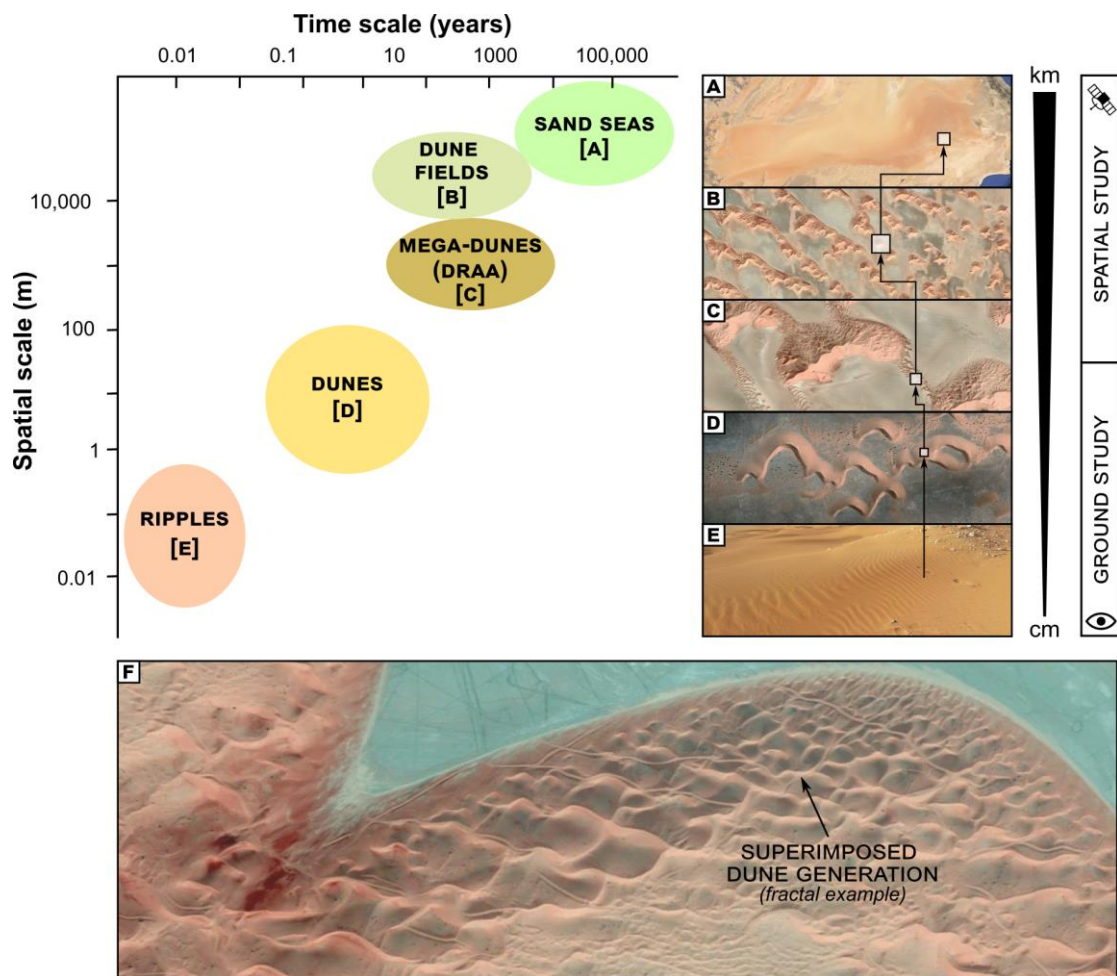 Time scale (years)
0.01 0.1 10 1000 100,000
Spatial scale (m)
10,000
100
1
0.01
SAND SEAS
[A]
DUNE
FIELDS
[B]
MEGA-DUNES
(DRAA)
[C]
DUNES
[D]
RIPPLES
[E]
A
B
C
D
E
km
cm
SPATIAL STUDY
GROUND STUDY
F
SUPERIMPOSED
DUNE GENERATION
(fractal example)